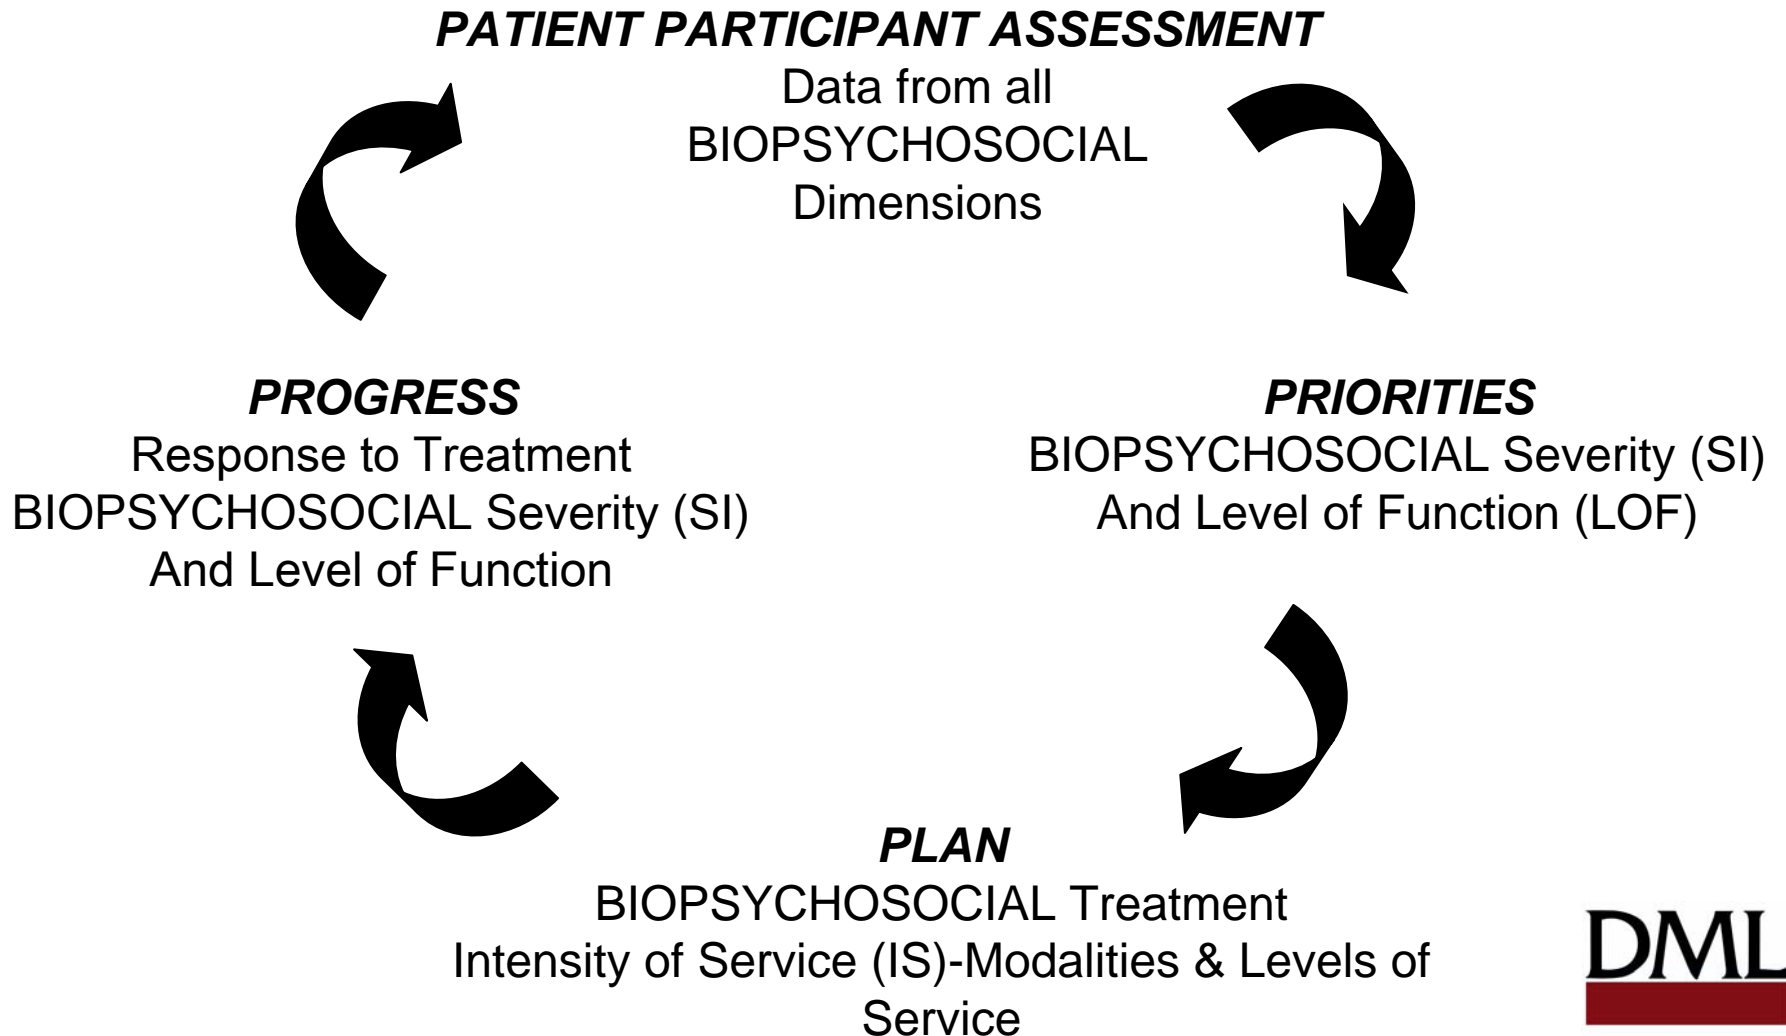 PATIENT PARTICIPANT ASSESSMENT
Data from all
BIOPSYCHOSOCIAL
Dimensions
PROGRESS
Response to Treatment
BIOPSYCHOSOCIAL Severity (SI)
And Level of Function
PRIORITIES
BIOPSYCHOSOCIAL Severity (SI)
And Level of Function (LOF)
PLAN
BIOPSYCHOSOCIAL Treatment
Intensity of Service (IS)-Modalities & Levels of
Service
DML